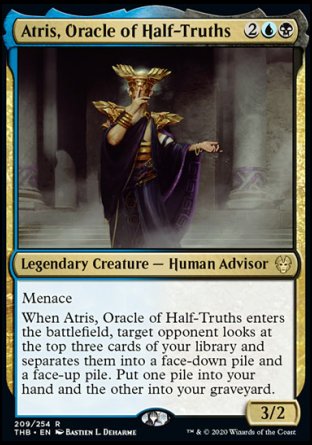 Atris, Oracle of Half-Truths 2
Legendary Creature — Human Advisor
Menace
When Atris, Oracle of Half-Truths enters
the battlefield, target opponent looks at
the top three cards of your library and
separates them into a face-down pile and
a face-up pile. Put one pile into your
hand and the other into your graveyard.
3/2
209/254 R
THB • EN Bastien L. Deharme
™ & © 2020 Wizards of the Coast